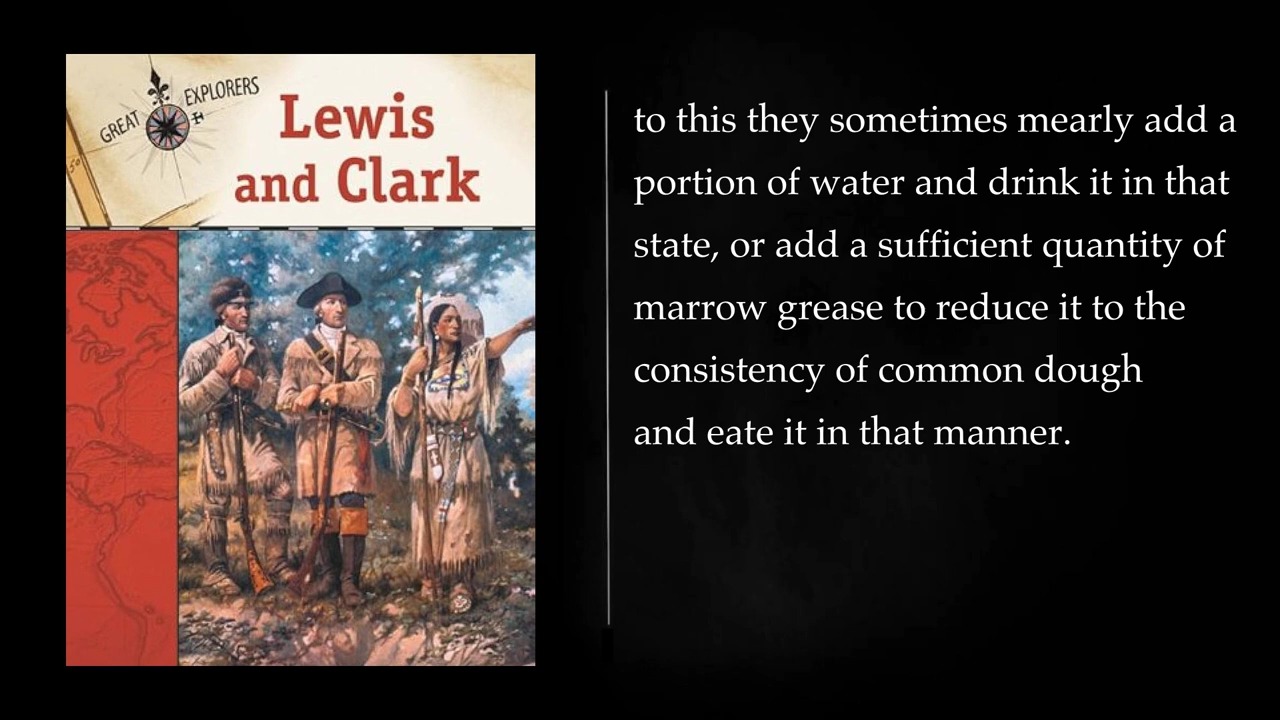 GREAT EXPLORERS
Lewis
and Clark
to this they sometimes mearly add a
portion of water and drink it in that
state, or add a sufficient quantity of
marrow grease to reduce it to the
consistency of common dough
and eate it in that manner.